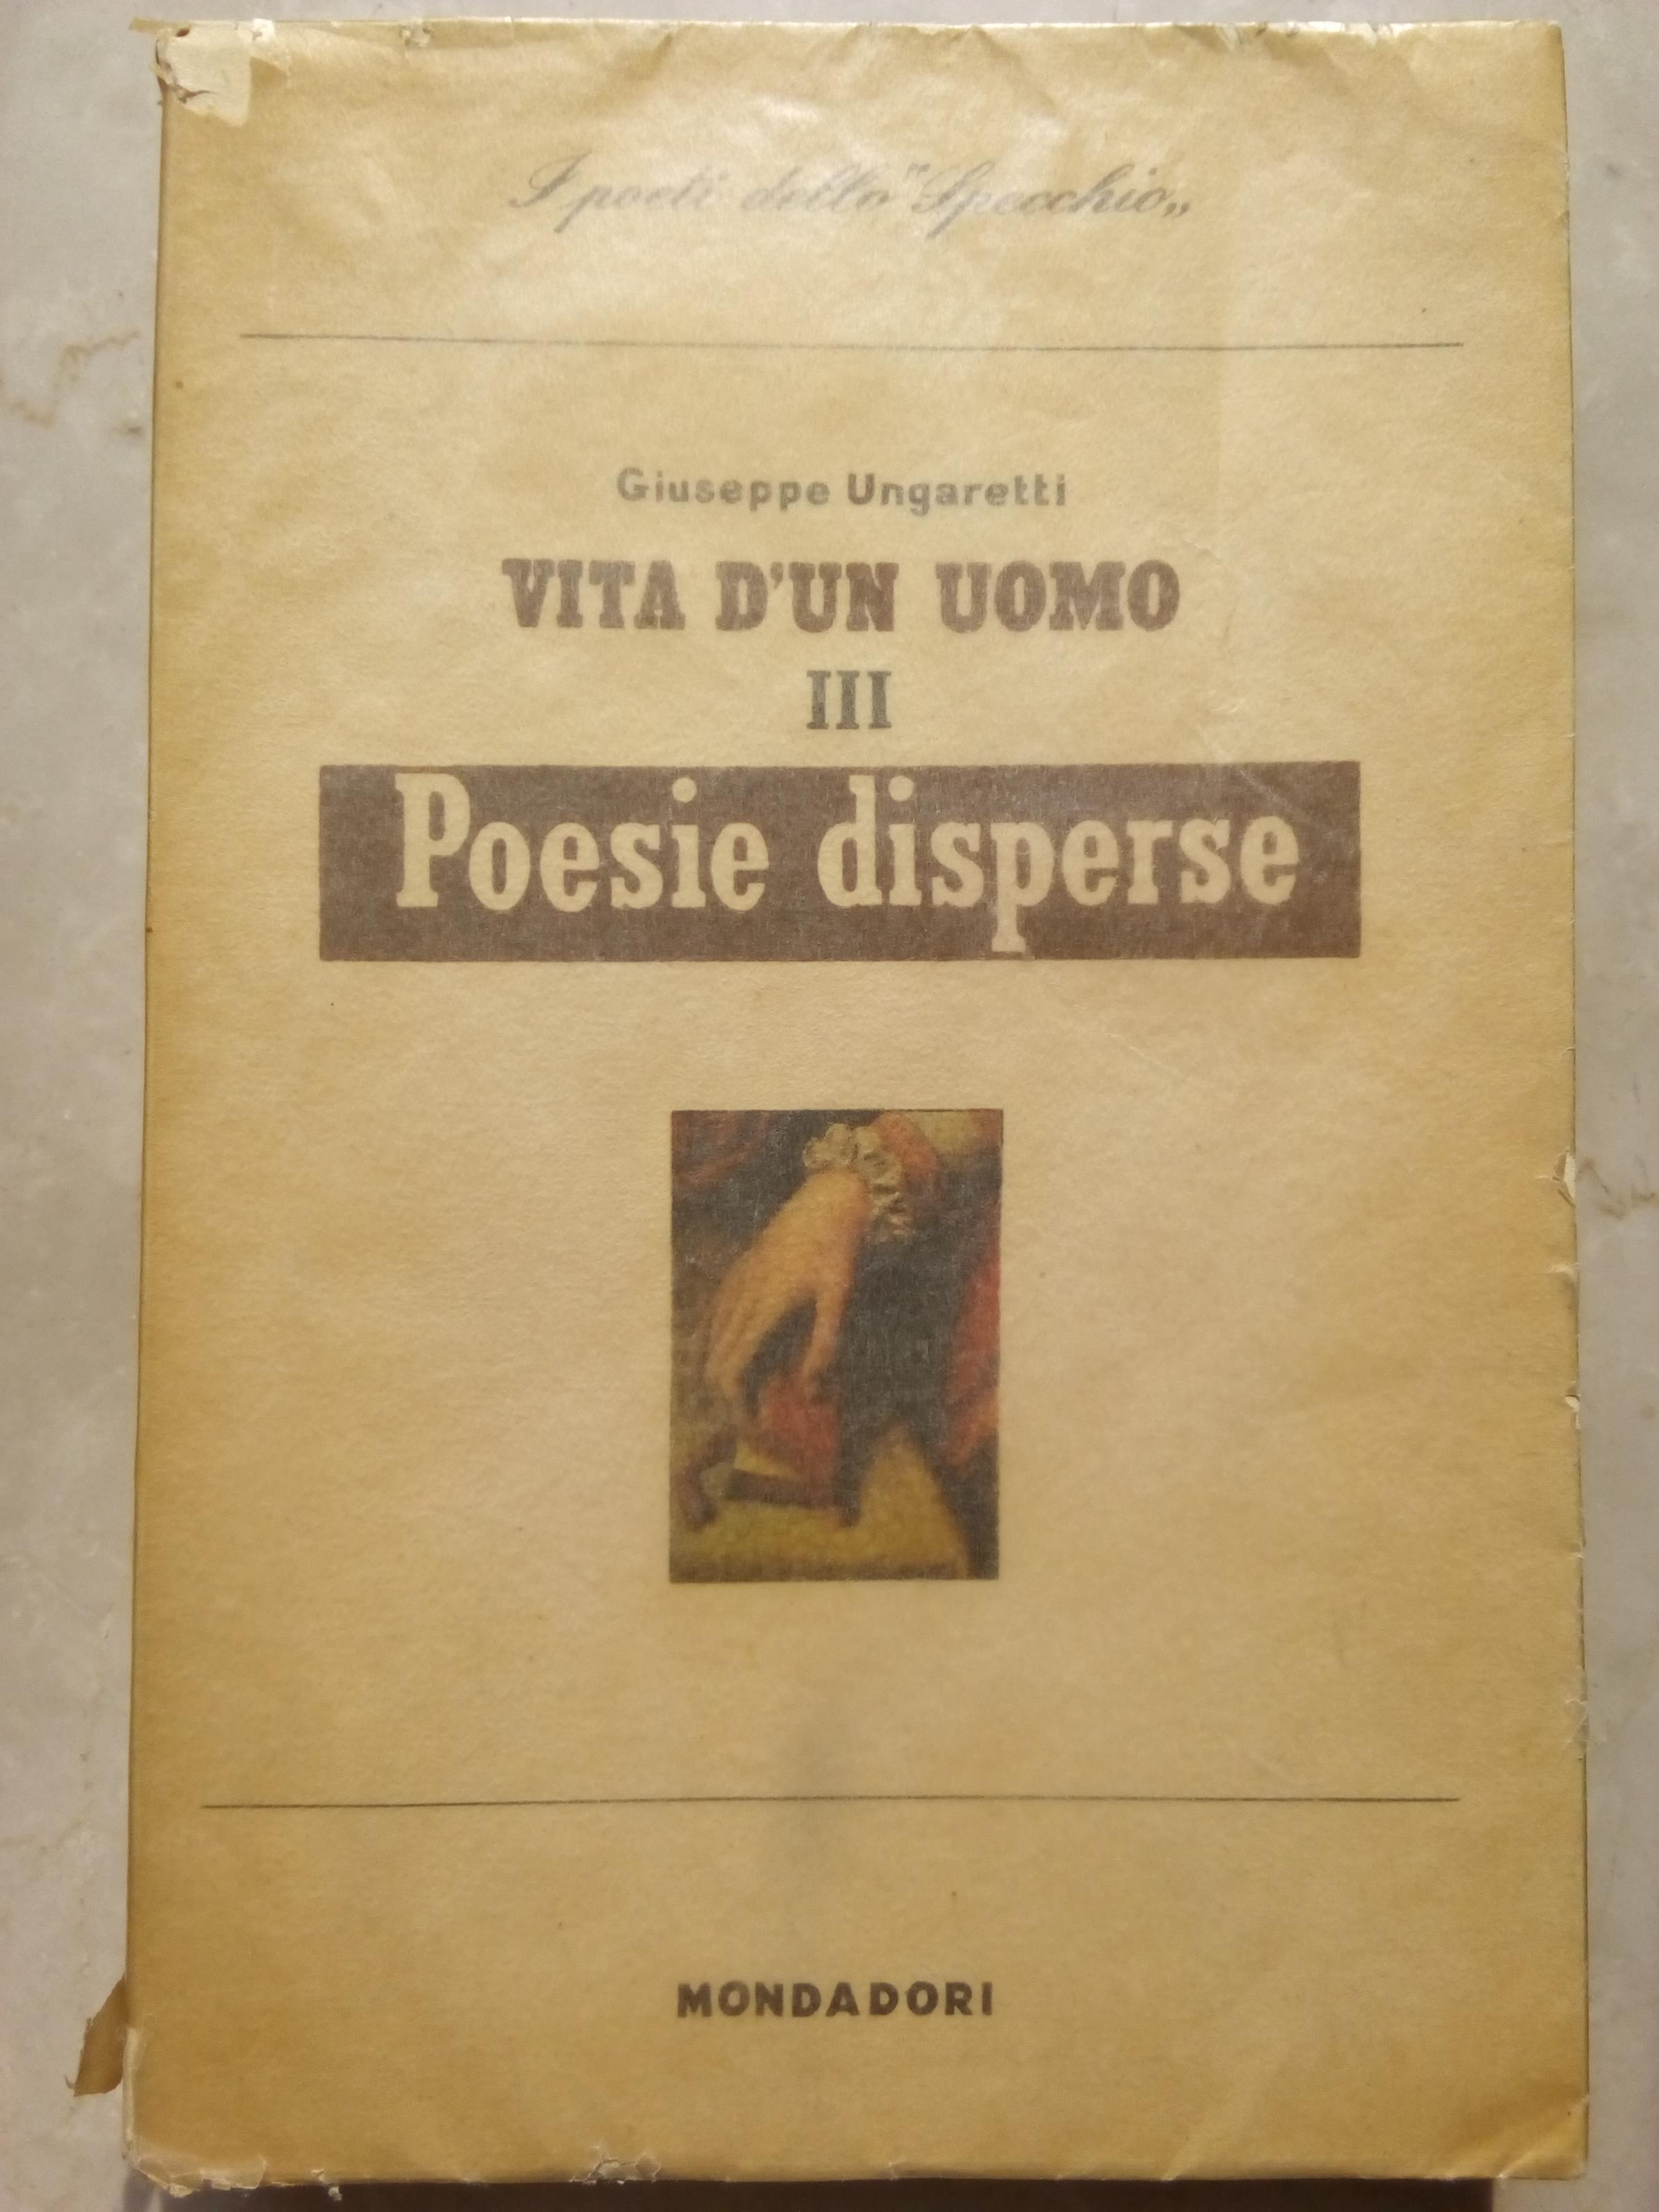 I poeti dello "Specchio„
Giuseppe Ungaretti
VITA D'UN UOMO
III
Poesie disperse
MONDADORI